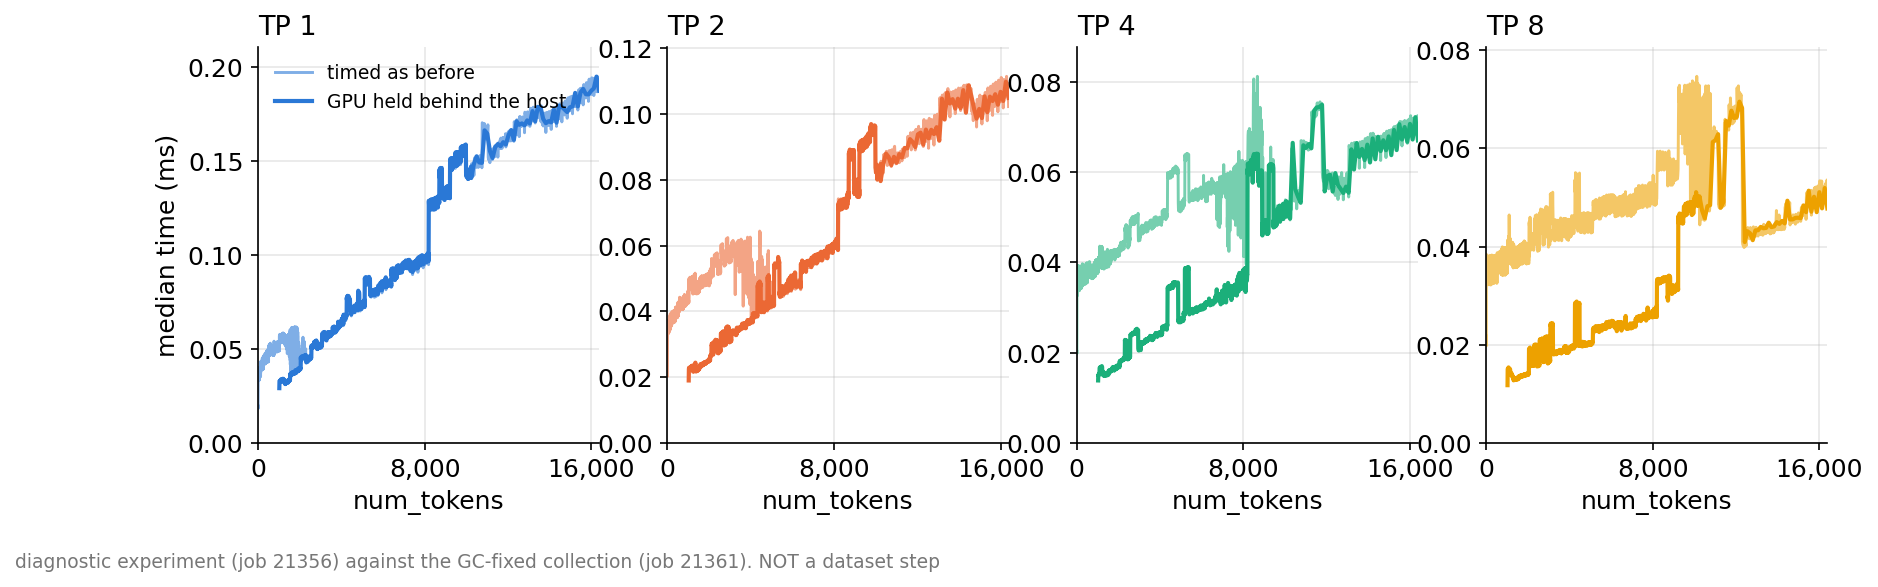 TP 1
TP 2
TP 4
TP 8
timed as before
GPU held behind the host
median time (ms)
0.20
0.15
0.10
0.05
0.00
0
8,000
16,000
num_tokens
0.12
0.10
0.08
0.06
0.04
0.02
0.00
0
8,000
16,000
num_tokens
0.08
0.06
0.04
0.02
0.00
0
8,000
16,000
num_tokens
0.08
0.06
0.04
0.02
0.00
0
8,000
16,000
num_tokens
diagnostic experiment (job 21356) against the GC-fixed collection (job 21361). NOT a dataset step